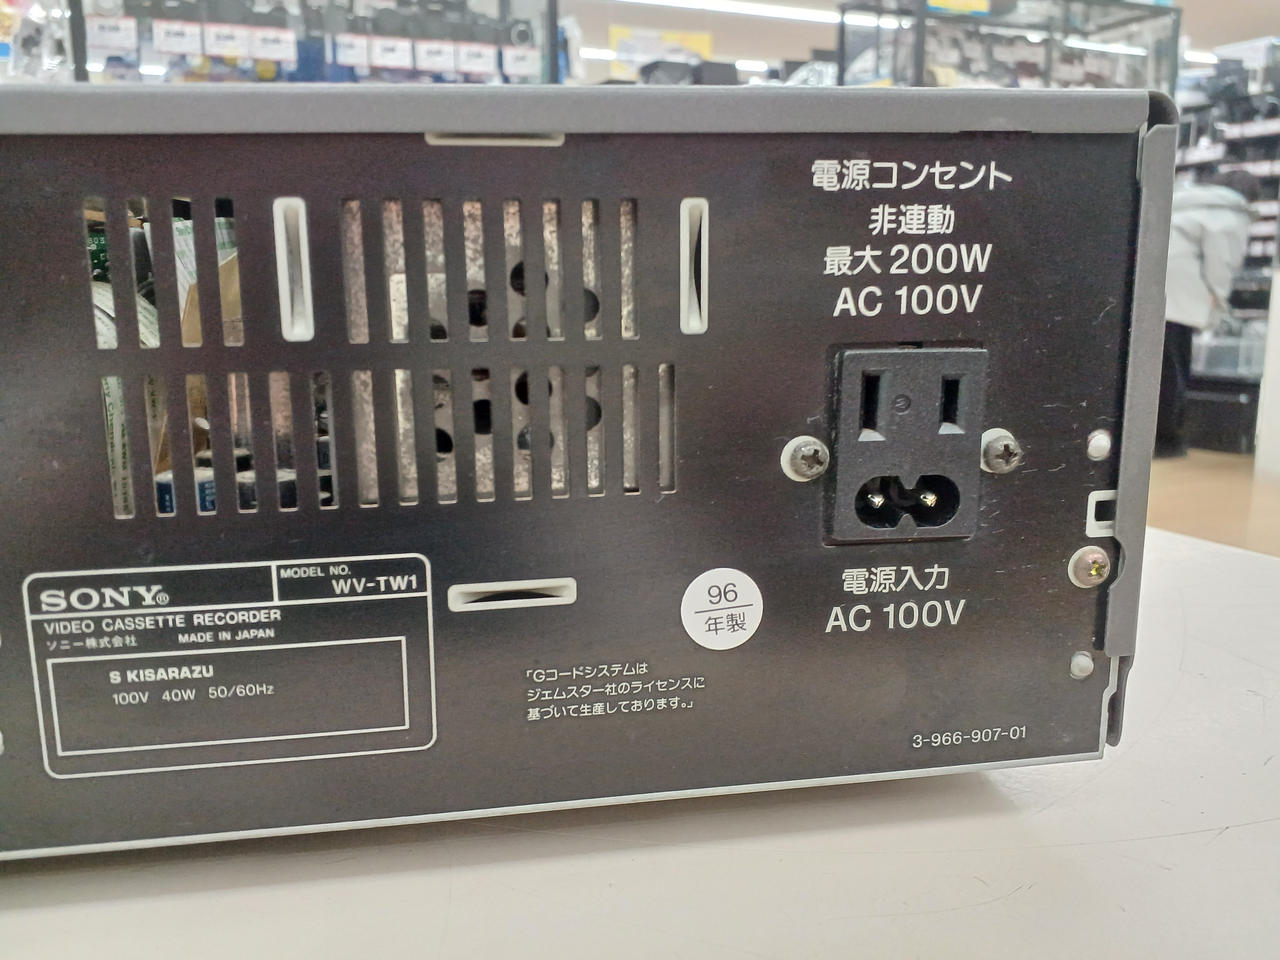 電源コンセント
非連動
最大 200W
AC 100V
電源入力
AC 100V
SONY®
MODEL NO.
WV-TW1
VIDEO CASSETTE RECORDER
ソニー株式会社 MADE IN JAPAN
S KISARAZU
100V 40W 50/60Hz
96
年製
「Gコードシステムは
ジェムスター社のライセンスに
基づいて生産しております。」
3-966-907-01